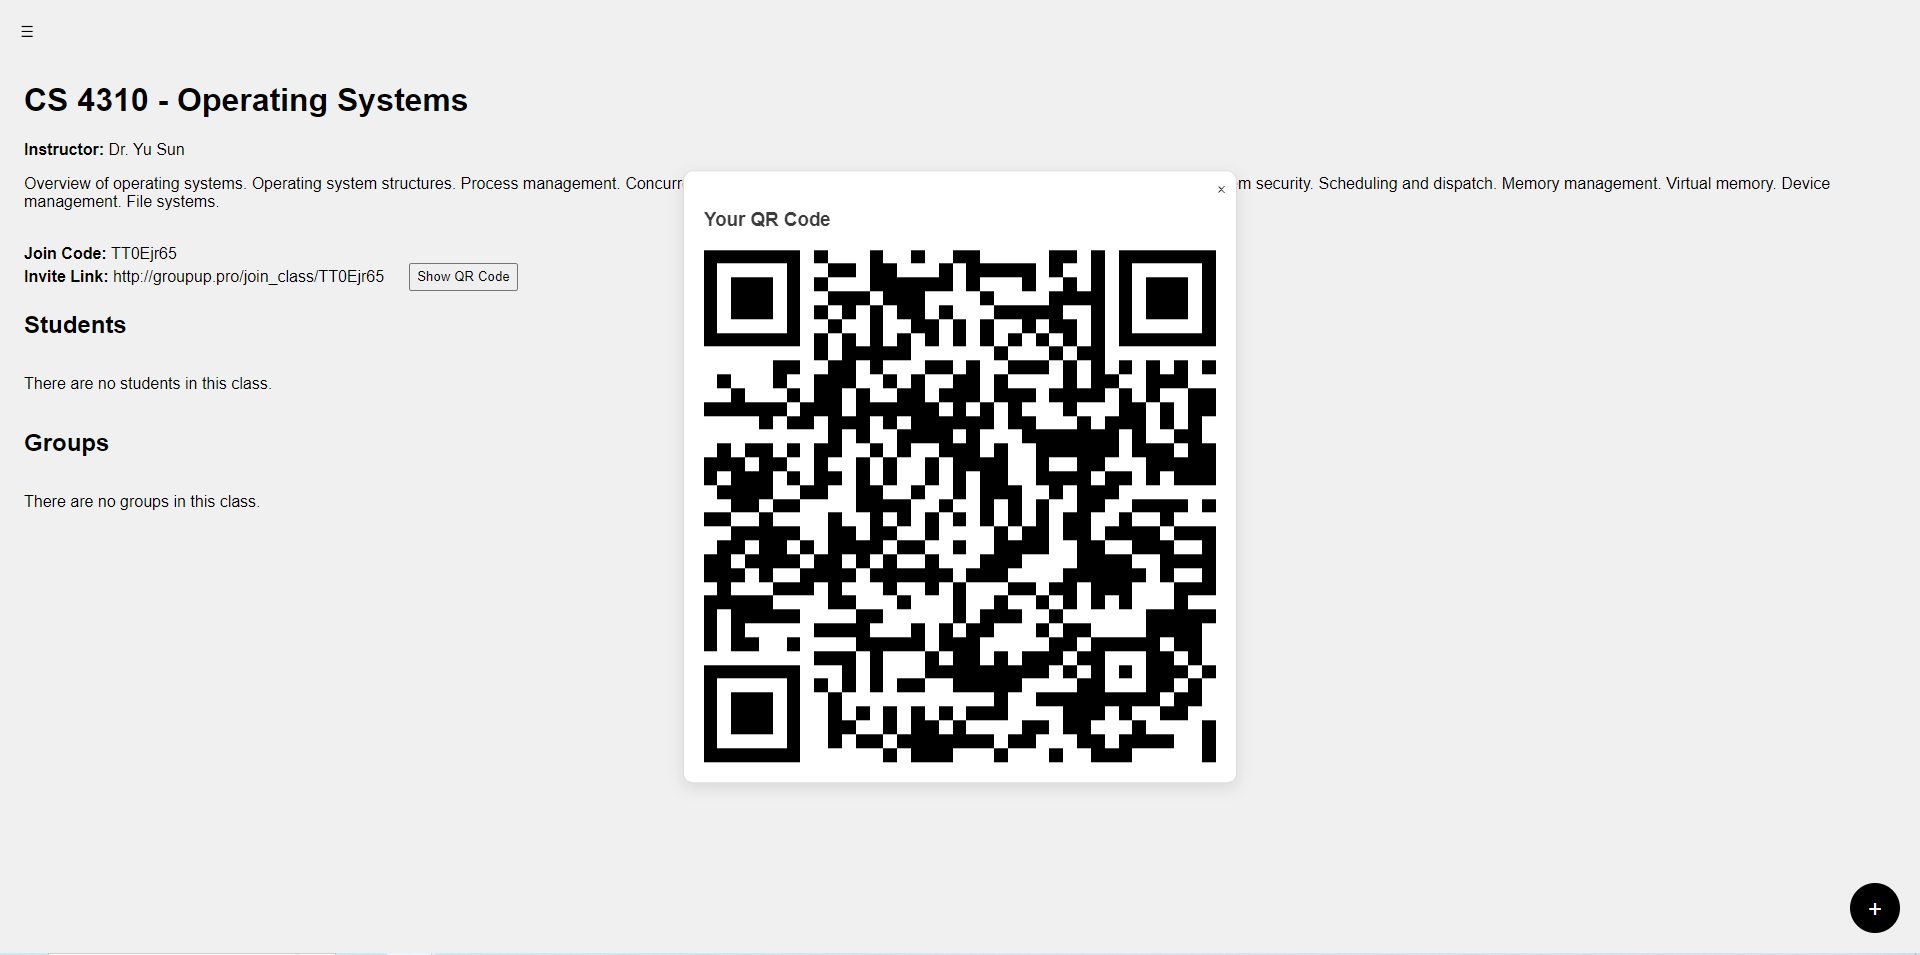 ☰
CS 4310 - Operating Systems
Instructor: Dr. Yu Sun
Overview of operating systems. Operating system structures. Process management. security. Scheduling and dispatch. Memory management. Virtual memory. Device
management. File systems.
Join Code: TT0Ejr65
Invite Link: http://groupup.pro/join_class/TT0Ejr65 Show QR Code
Students
There are no students in this class.
Groups
There are no groups in this class.
×
Your QR Code
+